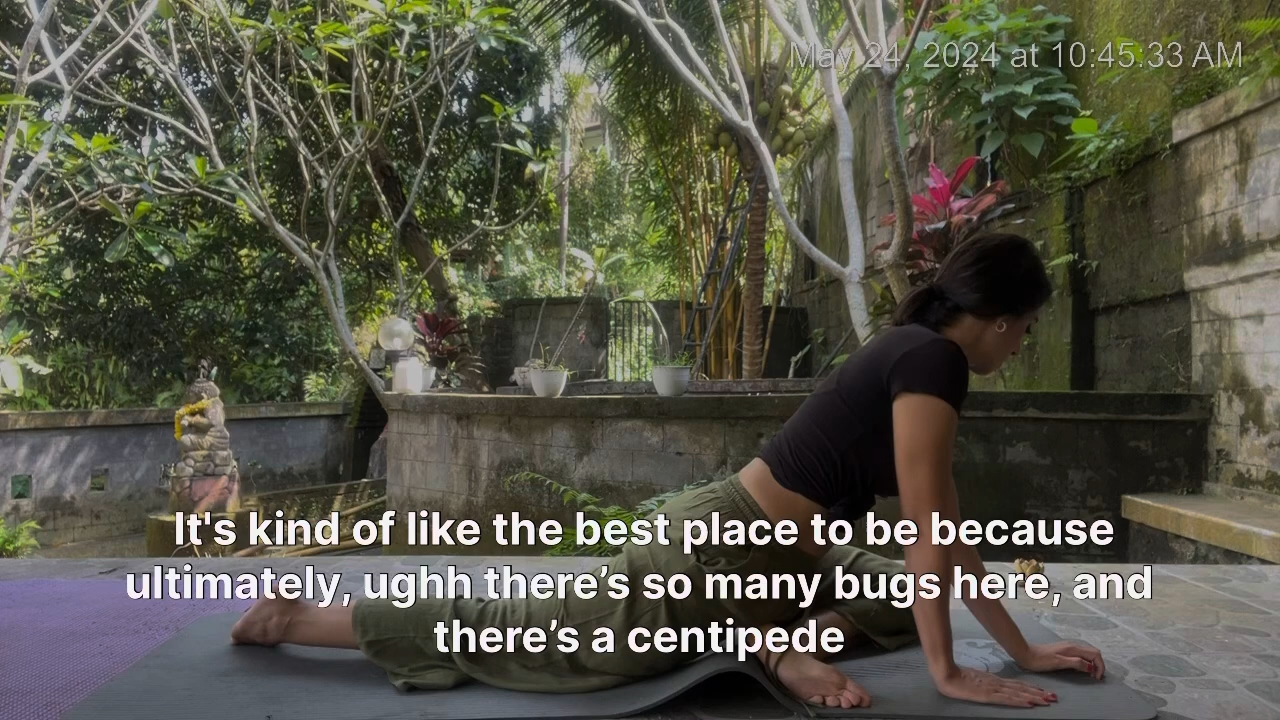 May 24, 2024 at 10:45:33 AM
It's kind of like the best place to be because
ultimately, ughh there’s so many bugs here, and
there’s a centipede